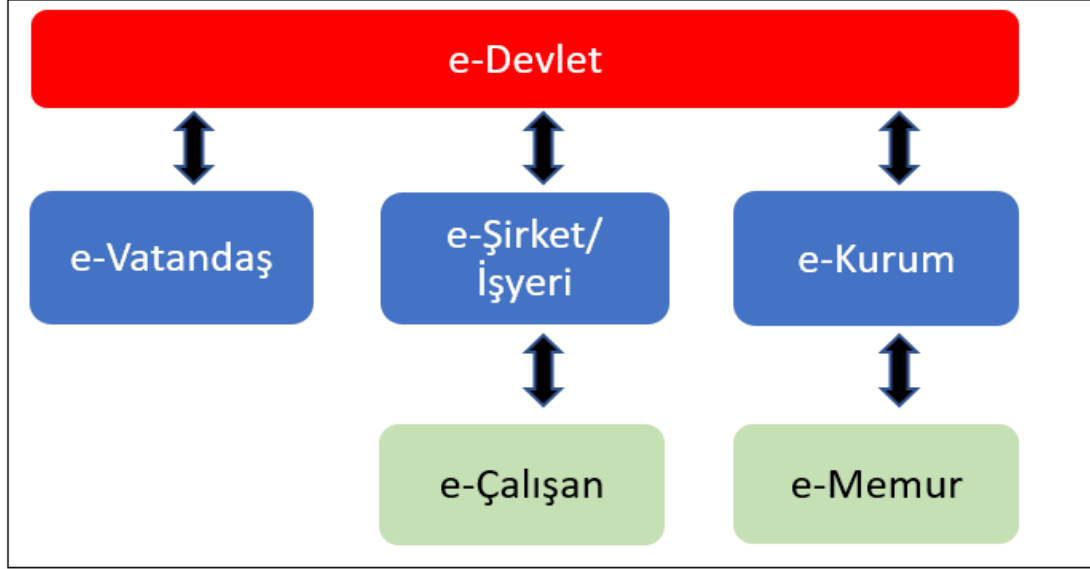 e-Devlet
e-Vatandaş
e-Şirket/
İşyeri
e-Kurum
e-Çalışan
e-Memur